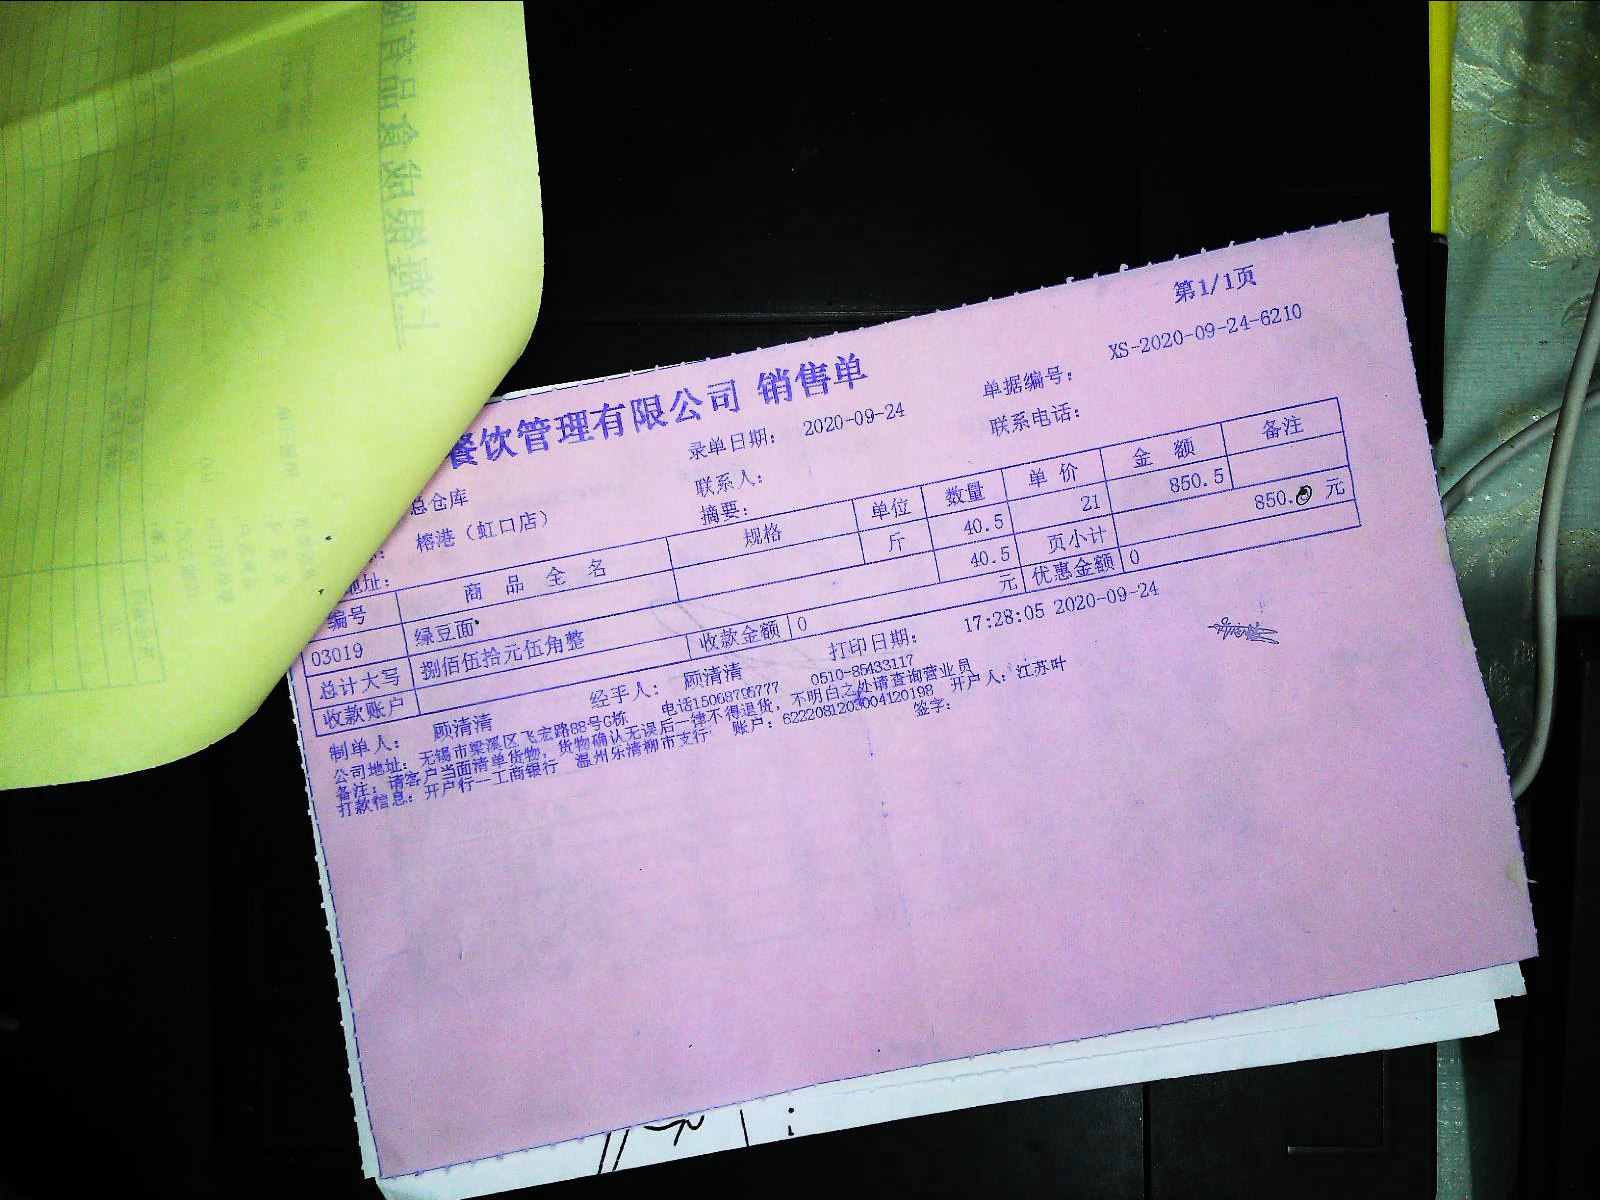 第1/1页
餐饮管理有限公司 销售单
录单日期： 2020-09-24 单据编号： XS-2020-09-24-6210
总仓库 联系人： 联系电话：
榕港（虹口店） 摘要：
地址：
编号 商 品 全 名 规格 单位 数量 单 价 金 额 备注
03019 绿豆面 斤 40.5 21 850.5
40.5 页小计 850. 元
总计大写 捌佰伍拾元伍角整 收款金额 0 元 优惠金额 0
收款账户
制单人： 顾清清 经手人： 顾清清 打印日期： 17:28:05 2020-09-24
公司地址：无锡市梁溪区飞宏路88号G栋 电话15068795777 0510-85433117
备注：请客户当面清单货物，货物确认无误后一律不得退货，不明白之处请查询营业员
打款信息：开户行--工商银行 温州乐清柳市支行 账户：6222081203004120198 开户人：江苏叶
签字：